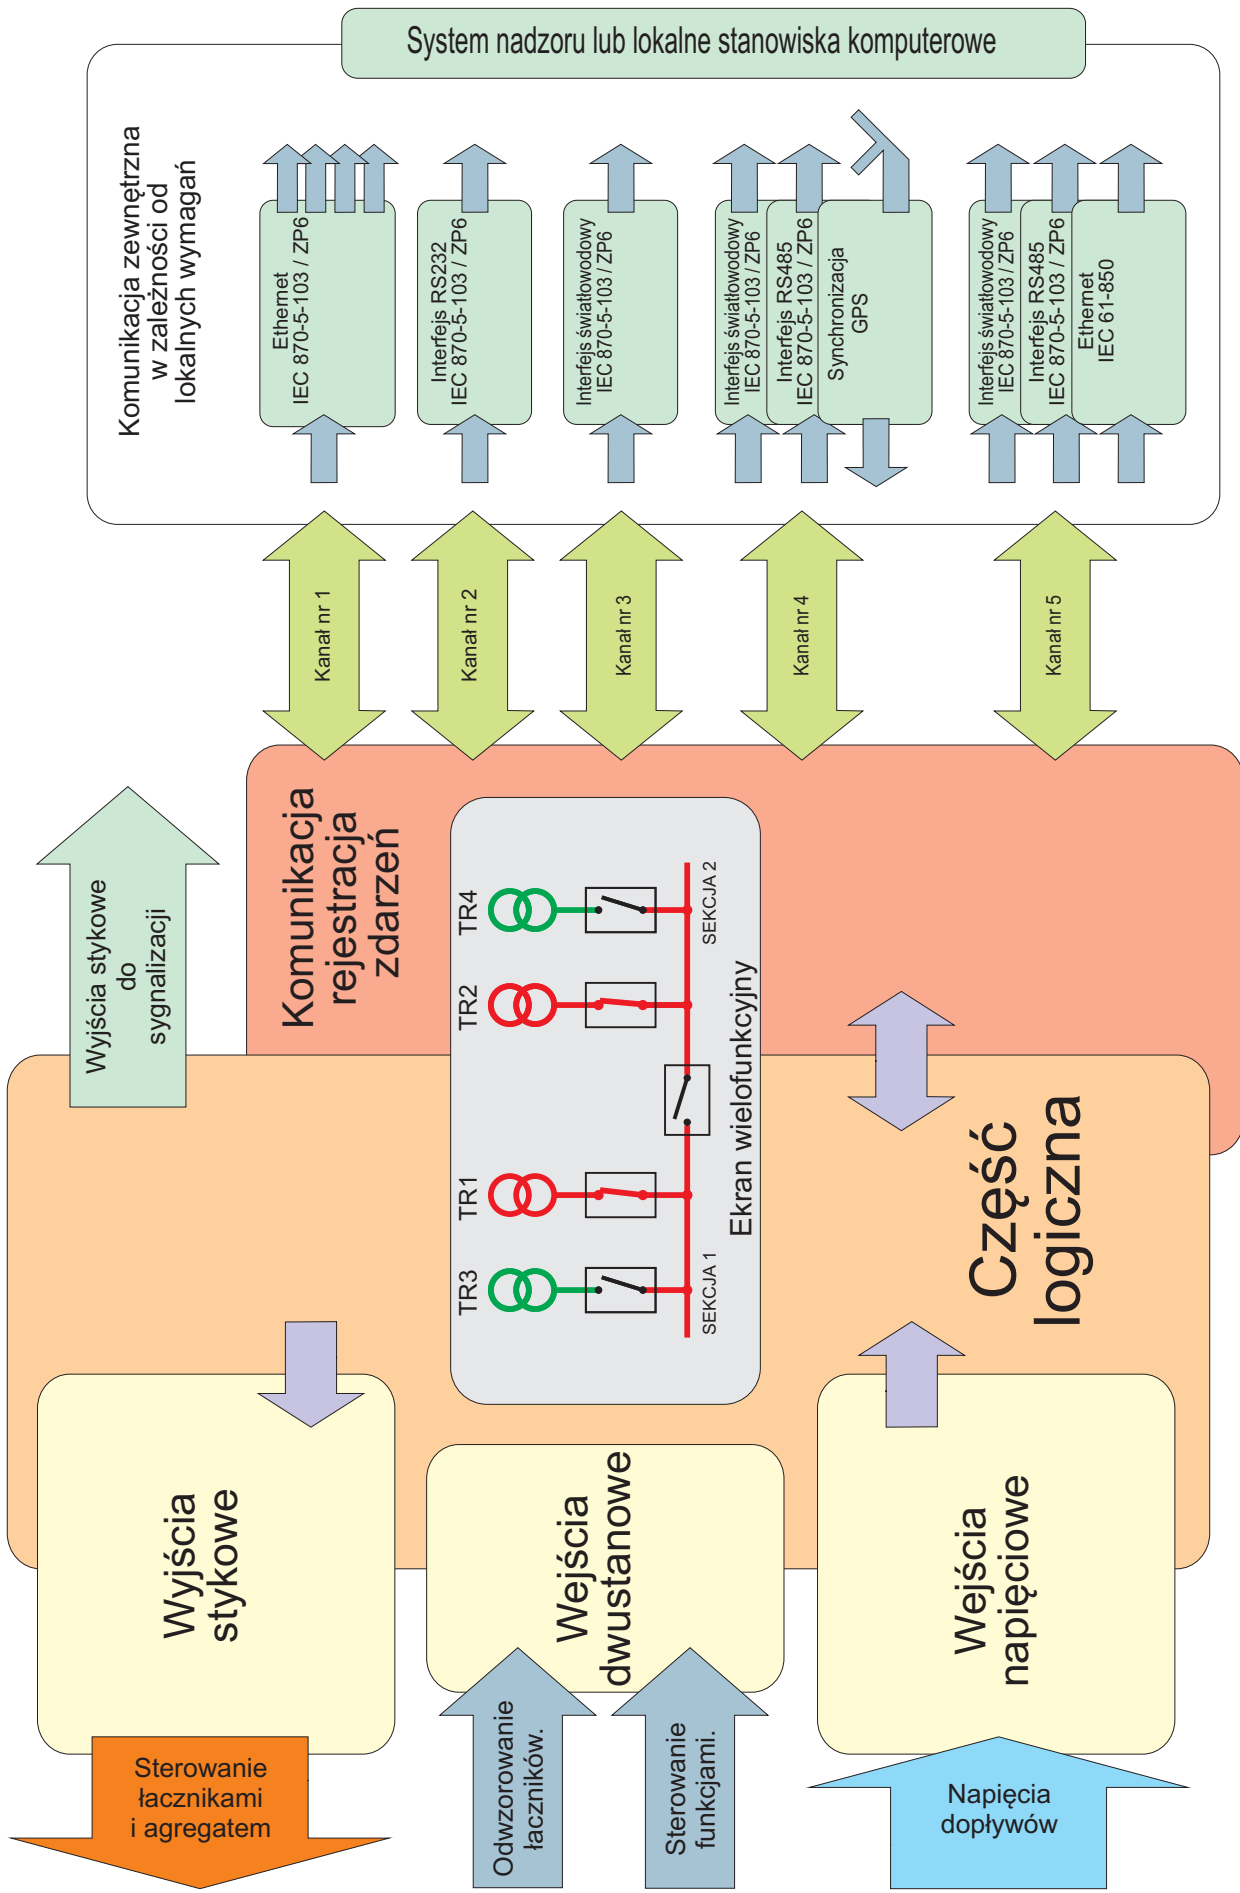 System nadzoru lub lokalne stanowiska komputerowe
Komunikacja zewnętrzna
w zależności od
lokalnych wymagań
Ethernet
IEC 870-5-103 / ZP6
Interfejs RS232
IEC 870-5-103 / ZP6
Interfejs światłowodowy
IEC 870-5-103 / ZP6
Interfejs światłowodowy
IEC 870-5-103 / ZP6
Interfejs RS485
IEC 870-5-103 / ZP6
Synchronizacja
GPS
Interfejs światłowodowy
IEC 870-5-103 / ZP6
Interfejs RS485
IEC 870-5-103 / ZP6
Ethernet
IEC 61-850
Kanał nr 1
Kanał nr 2
Kanał nr 3
Kanał nr 4
Kanał nr 5
Wyjścia stykowe
do
sygnalizacji
Komunikacja
rejestracja
zdarzeń
TR3
TR1
TR2
TR4
SEKCJA 1
SEKCJA 2
Ekran wielofunkcyjny
Część
logiczna
Wyjścia
stykowe
Wejścia
dwustanowe
Wejścia
napięciowe
Sterowanie
łacznikami
i agregatem
Odwzorowanie
łaczników.
Sterowanie
funkcjami.
Napięcia
dopływów